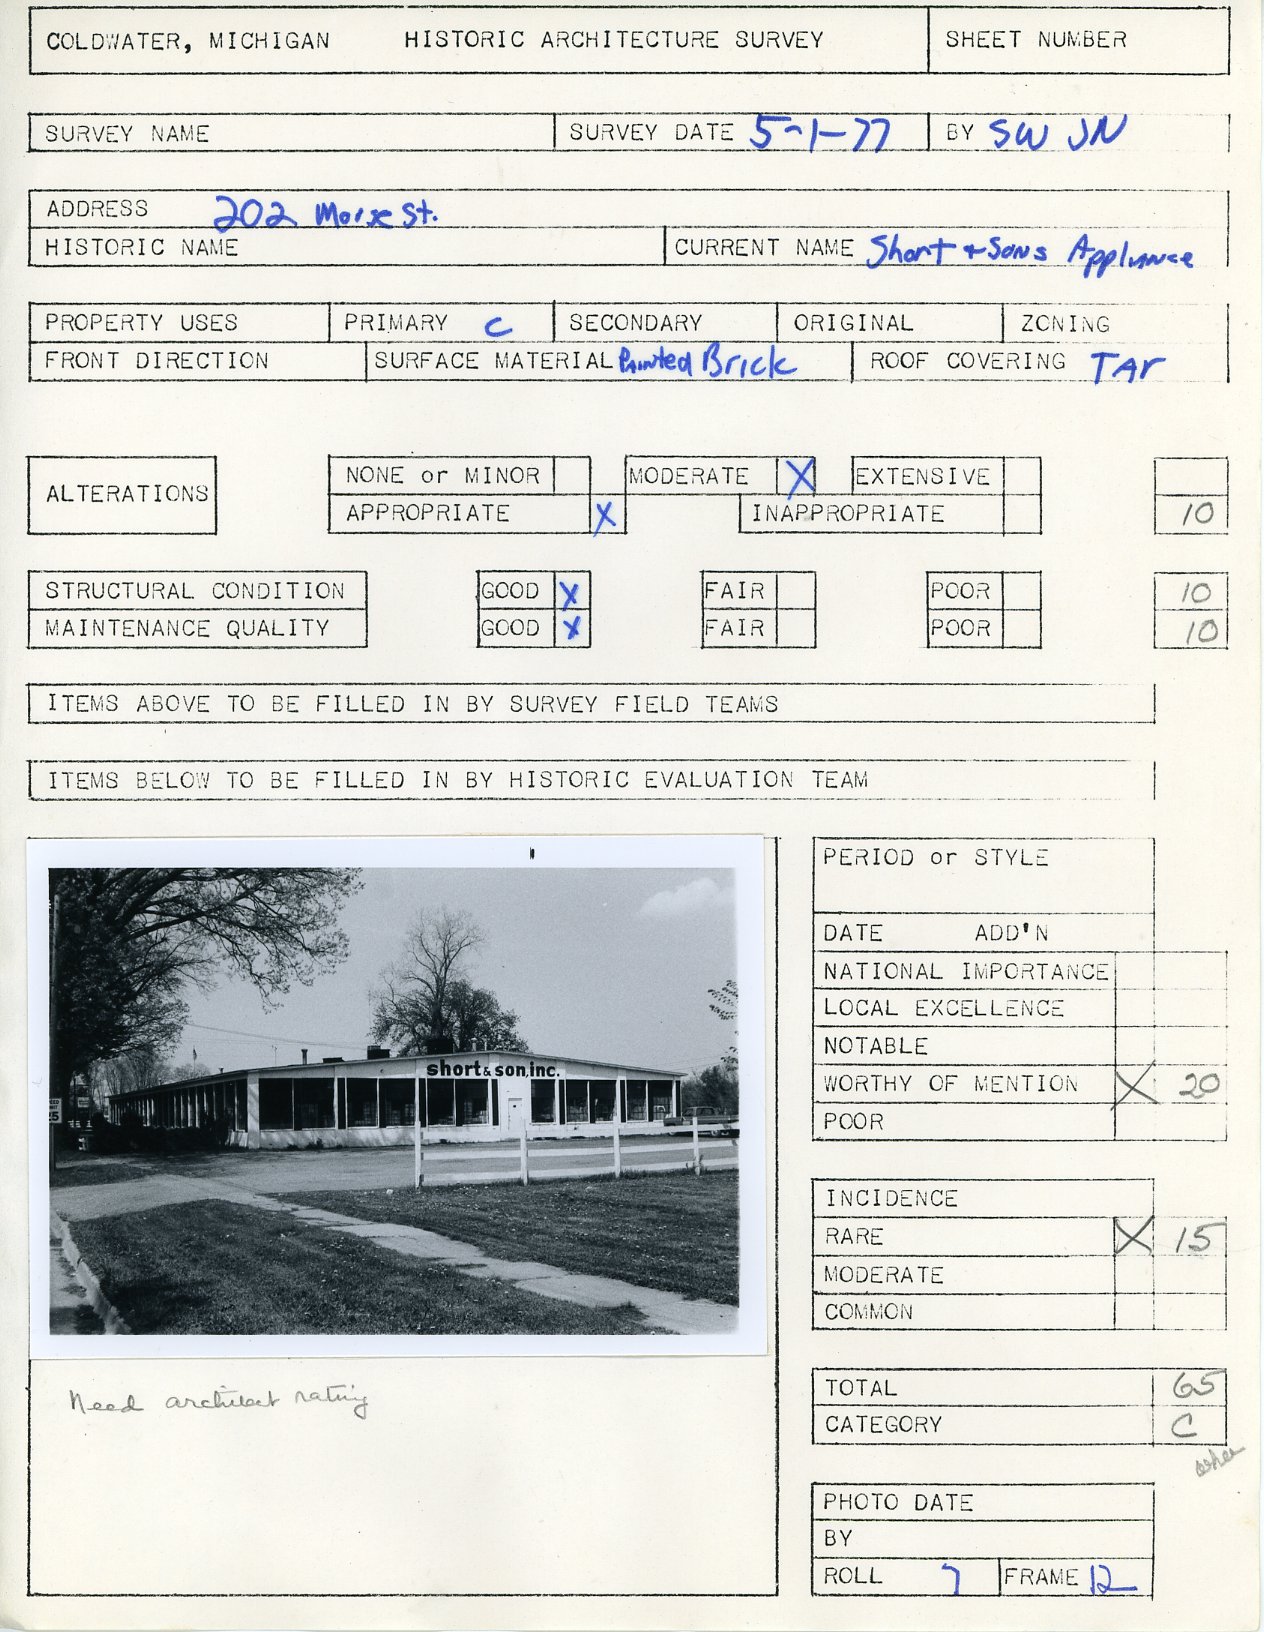 COLDWATER, MICHIGAN HISTORIC ARCHITECTURE SURVEY SHEET NUMBER
SURVEY NAME SURVEY DATE 5-1-77 BY SW JN
ADDRESS 202 Morse St.
HISTORIC NAME CURRENT NAME Short + Sons Appliance
PROPERTY USES PRIMARY C SECONDARY ORIGINAL ZONING
FRONT DIRECTION SURFACE MATERIAL Painted Brick ROOF COVERING TAr
ALTERATIONS NONE or MINOR MODERATE X EXTENSIVE
APPROPRIATE X INAPPROPRIATE 10
STRUCTURAL CONDITION GOOD X FAIR POOR 10
MAINTENANCE QUALITY GOOD X FAIR POOR 10
ITEMS ABOVE TO BE FILLED IN BY SURVEY FIELD TEAMS
ITEMS BELOW TO BE FILLED IN BY HISTORIC EVALUATION TEAM
short & son, inc.
Need architect rating
PERIOD or STYLE
DATE ADD'N
NATIONAL IMPORTANCE
LOCAL EXCELLENCE
NOTABLE
WORTHY OF MENTION X 20
POOR
INCIDENCE
RARE X 15
MODERATE
COMMON
TOTAL 65
CATEGORY C
PHOTO DATE
BY
ROLL 7 FRAME 12